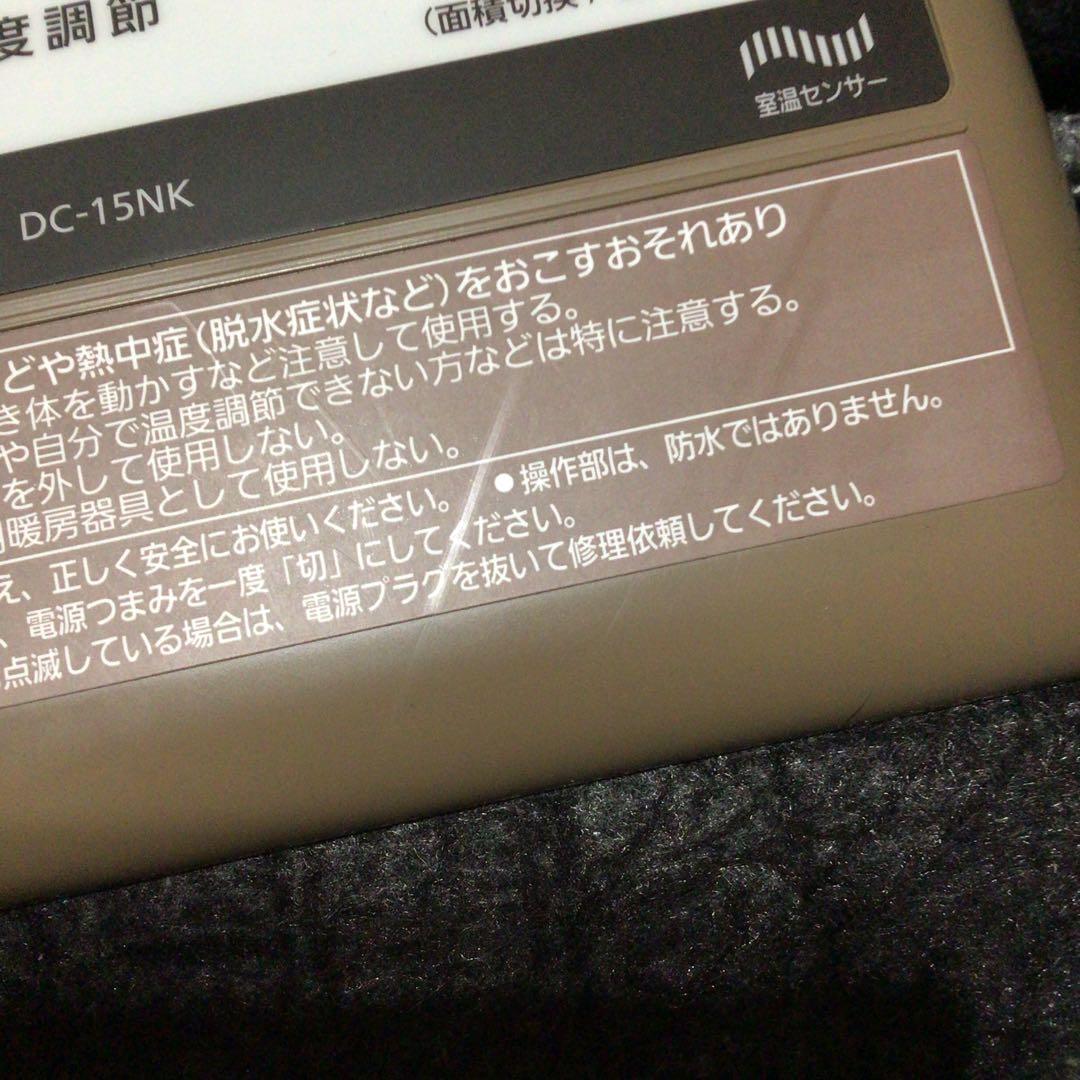 度調節
(面積切換
室温センサー
DC-15NK
どや熱中症(脱水症状など)をおこすおそれあり
き体を動かすなど注意して使用する。
や自分で温度調節できない方などは特に注意する。
を外して使用しない。
暖房器具として使用しない。
え、正しく安全にお使いください。 ●操作部は、防水ではありません。
、電源つまみを一度「切」にしてください。
点滅している場合は、電源プラグを抜いて修理依頼してください。